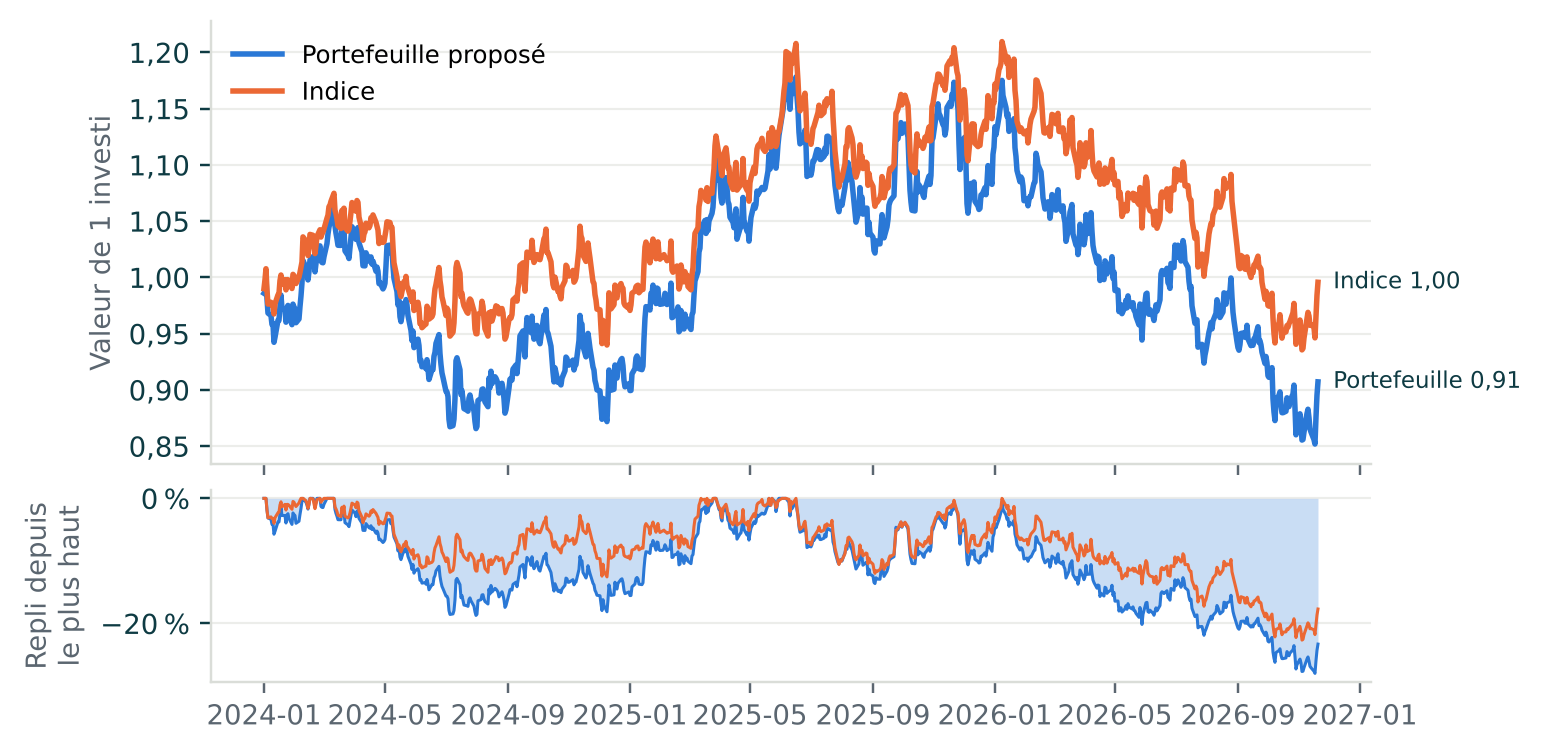 Portefeuille proposé
Indice
Valeur de 1 investi
1,20
1,15
1,10
1,05
1,00
0,95
0,90
0,85
Indice 1,00
Portefeuille 0,91
Repli depuis
le plus haut
0 %
−20 %
2024-01 2024-05 2024-09 2025-01 2025-05 2025-09 2026-01 2026-05 2026-09 2027-01